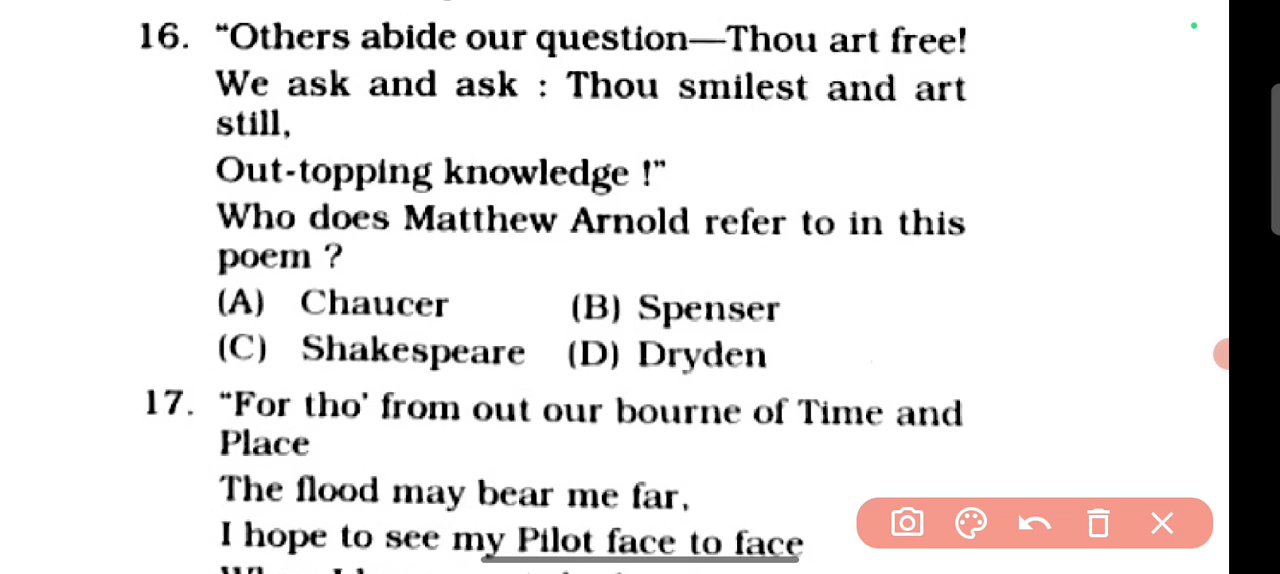 16. “Others abide our question—Thou art free!
We ask and ask : Thou smilest and art
still,
Out-topping knowledge !”
Who does Matthew Arnold refer to in this
poem ?
(A) Chaucer (B) Spenser
(C) Shakespeare (D) Dryden
17. “For tho' from out our bourne of Time and
Place
The flood may bear me far,
I hope to see my Pilot face to face